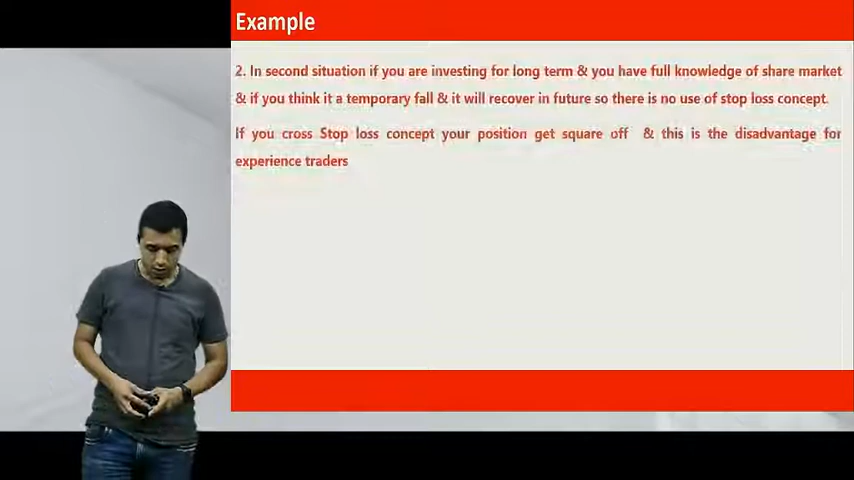 Example
2. In second situation if you are investing for long term & you have full knowledge of share market
& if you think it a temporary fall & it will recover in future so there is no use of stop loss concept.
If you cross Stop loss concept your position get square off & this is the disadvantage for
experience traders